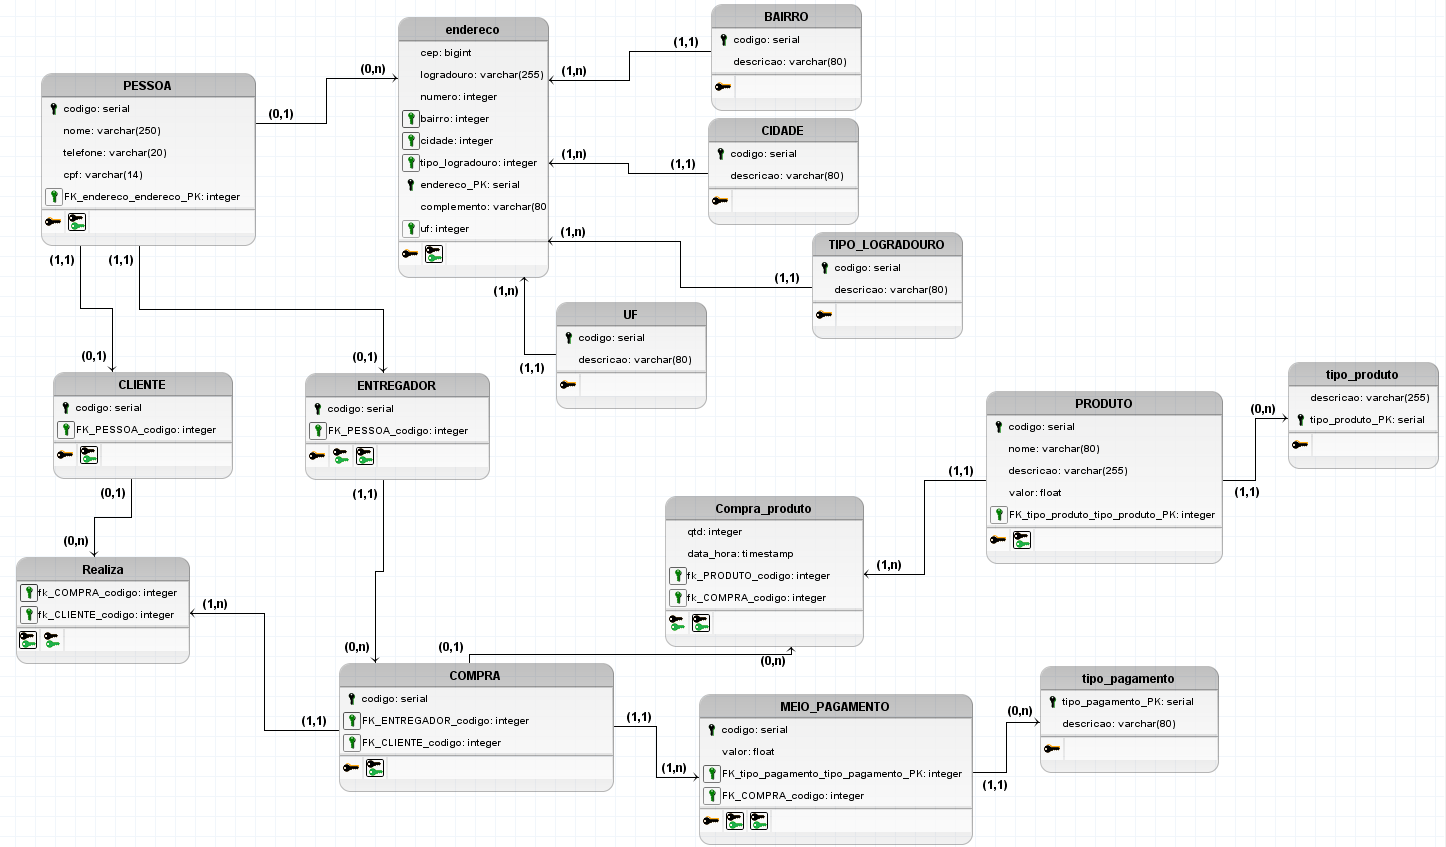 PESSOA
codigo: serial
nome: varchar(250)
telefone: varchar(20)
cpf: varchar(14)
FK_endereco_endereco_PK: integer
(0,1)
(0,n)
(1,1)
(1,1)
endereco
cep: bigint
logradouro: varchar(255)
numero: integer
bairro: integer
cidade: integer
tipo_logradouro: integer
endereco_PK: serial
complemento: varchar(80
uf: integer
BAIRRO
codigo: serial
descricao: varchar(80)
(1,1)
(1,n)
CIDADE
codigo: serial
descricao: varchar(80)
(1,1)
(1,n)
TIPO_LOGRADOURO
codigo: serial
descricao: varchar(80)
(1,n)
(1,1)
UF
codigo: serial
descricao: varchar(80)
(1,n)
(1,1)
CLIENTE
codigo: serial
FK_PESSOA_codigo: integer
(0,1)
(0,1)
(0,n)
ENTREGADOR
codigo: serial
FK_PESSOA_codigo: integer
(0,1)
(1,1)
(0,n)
Realiza
fk_COMPRA_codigo: integer
fk_CLIENTE_codigo: integer
(1,n)
(1,1)
COMPRA
codigo: serial
FK_ENTREGADOR_codigo: integer
FK_CLIENTE_codigo: integer
(0,1)
(0,n)
(1,1)
(1,n)
Compra_produto
qtd: integer
data_hora: timestamp
fk_PRODUTO_codigo: integer
fk_COMPRA_codigo: integer
(1,1)
(1,n)
PRODUTO
codigo: serial
nome: varchar(80)
descricao: varchar(255)
valor: float
FK_tipo_produto_tipo_produto_PK: integer
(0,n)
(1,1)
tipo_produto
descricao: varchar(255)
tipo_produto_PK: serial
MEIO_PAGAMENTO
codigo: serial
valor: float
FK_tipo_pagamento_tipo_pagamento_PK: integer
FK_COMPRA_codigo: integer
(0,n)
(1,1)
tipo_pagamento
tipo_pagamento_PK: serial
descricao: varchar(80)